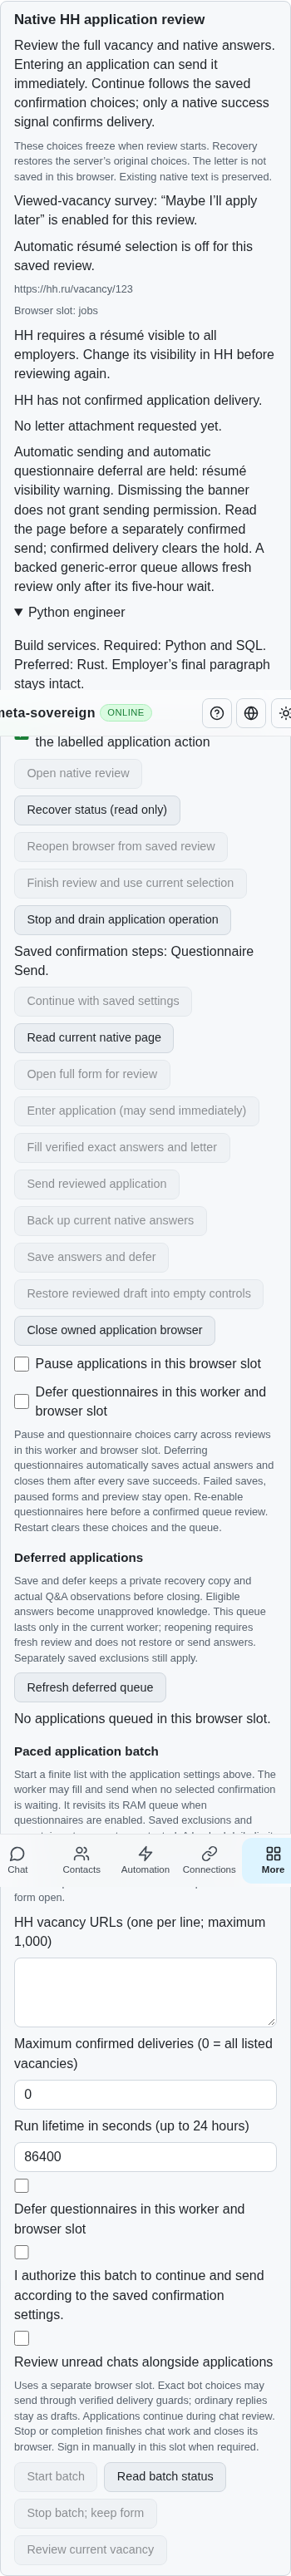 Native HH application review
Review the full vacancy and native answers.
Entering an application can send it
immediately. Continue follows the saved
confirmation choices; only a native success
signal confirms delivery.
These choices freeze when review starts. Recovery
restores the server's original choices. The letter is not
saved in this browser. Existing native text is preserved.
Viewed-vacancy survey: “Maybe I'll apply
later” is enabled for this review.
Automatic résumé selection is off for this
saved review.
https://hh.ru/vacancy/123
Browser slot: jobs
HH requires a résumé visible to all
employers. Change its visibility in HH before
reviewing again.
HH has not confirmed application delivery.
No letter attachment requested yet.
Automatic sending and automatic
questionnaire deferral are held: résumé
visibility warning. Dismissing the banner
does not grant sending permission. Read
the page before a separately confirmed
send; confirmed delivery clears the hold. A
backed generic-error queue allows fresh
review only after its five-hour wait.
▼ Python engineer
Build services. Required: Python and SQL.
Preferred: Rust. Employer's final paragraph
stays intact.
meta-sovereign ONLINE
the labelled application action
Open native review
Recover status (read only)
Reopen browser from saved review
Finish review and use current selection
Stop and drain application operation
Saved confirmation steps: Questionnaire
Send.
Continue with saved settings
Read current native page
Open full form for review
Enter application (may send immediately)
Fill verified exact answers and letter
Send reviewed application
Back up current native answers
Save answers and defer
Restore reviewed draft into empty controls
Close owned application browser
Pause applications in this browser slot
Defer questionnaires in this worker and
browser slot
Pause and questionnaire choices carry across reviews
in this worker and browser slot. Deferring
questionnaires automatically saves actual answers and
closes them after every save succeeds. Failed saves,
paused forms and preview stay open. Re-enable
questionnaires here before a confirmed queue review.
Restart clears these choices and the queue.
Deferred applications
Save and defer keeps a private recovery copy and
actual Q&A observations before closing. Eligible
answers become unapproved knowledge. This queue
lasts only in the current worker; reopening requires
fresh review and does not restore or send answers.
Separately saved exclusions still apply.
Refresh deferred queue
No applications queued in this browser slot.
Paced application batch
Start a finite list with the application settings above. The
worker may fill and send when no selected confirmation
is waiting. It revisits its RAM queue when
questionnaires are enabled. Saved exclusions and
Chat Contacts Automation Connections More
form open.
HH vacancy URLs (one per line; maximum
1,000)
Maximum confirmed deliveries (0 = all listed
vacancies)
0
Run lifetime in seconds (up to 24 hours)
86400
Defer questionnaires in this worker and
browser slot
I authorize this batch to continue and send
according to the saved confirmation
settings.
Review unread chats alongside applications
Uses a separate browser slot. Exact bot choices may
send through verified delivery guards; ordinary replies
stay as drafts. Applications continue during chat review.
Stop or completion finishes chat work and closes its
browser. Sign in manually in this slot when required.
Start batch Read batch status
Stop batch; keep form
Review current vacancy